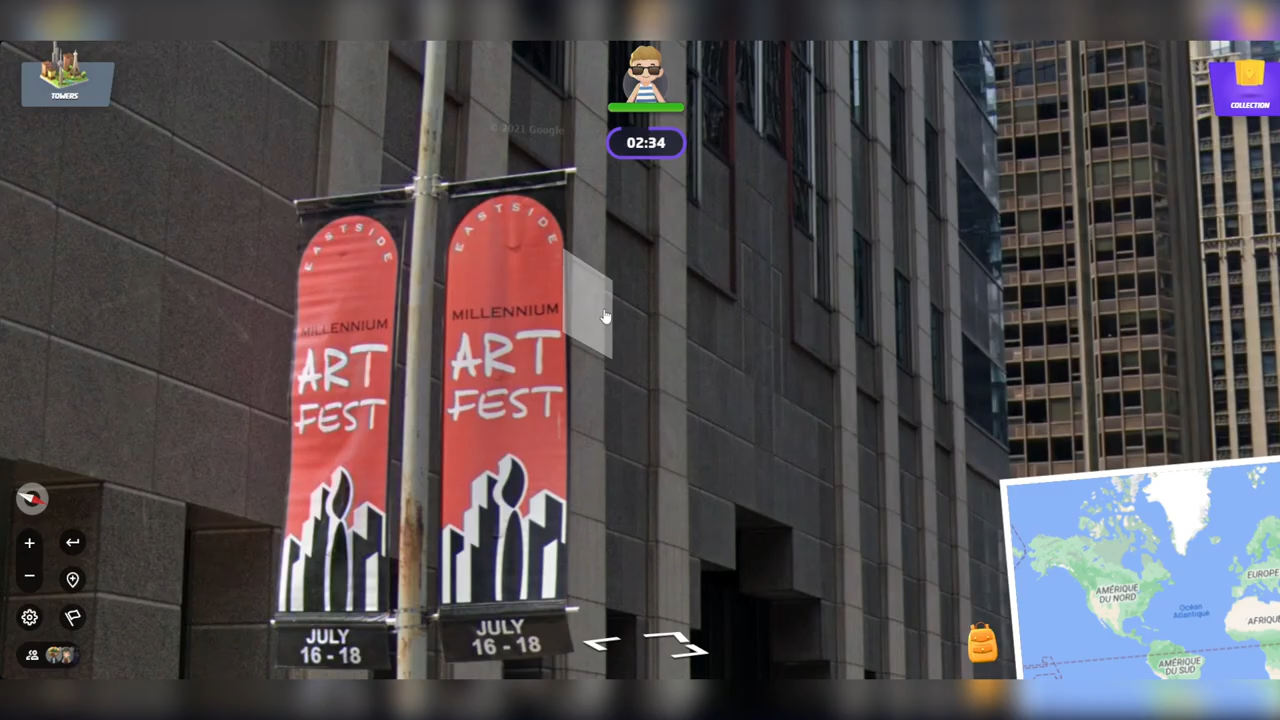 TOWERS
© 2021 Google
02:34
COLLECTION
EASTSIDE
MILLENNIUM
ART
FEST
JULY
16 - 18
EASTSIDE
MILLENNIUM
ART
FEST
JULY
16 - 18
AMÉRIQUE
DU NORD
Océan
Atlantique
EUROPE
AFRIQUE
AMÉRIQUE
DU SUD